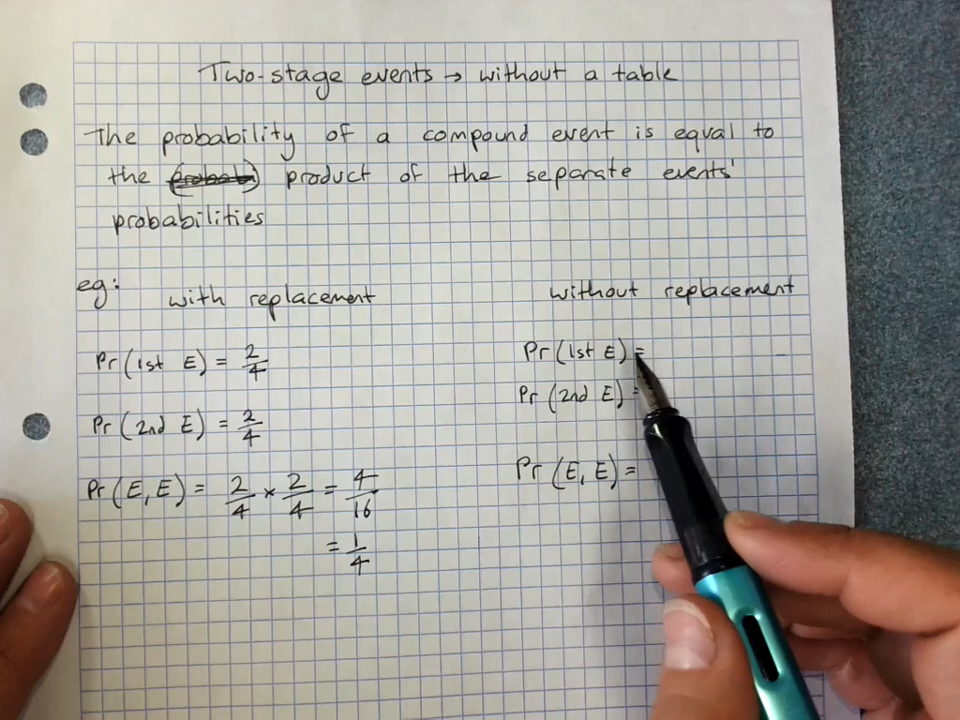 Two-stage events → without a table
The probability of a compound event is equal to
the product of the separate events'
probabilities
eg:
with replacement
Pr (1st E) = 2/4
Pr (2nd E) = 2/4
Pr (E, E) = 2/4 × 2/4 = 4/16
= 1/4
without replacement
Pr (1st E) =
Pr (2nd E) =
Pr (E, E) =